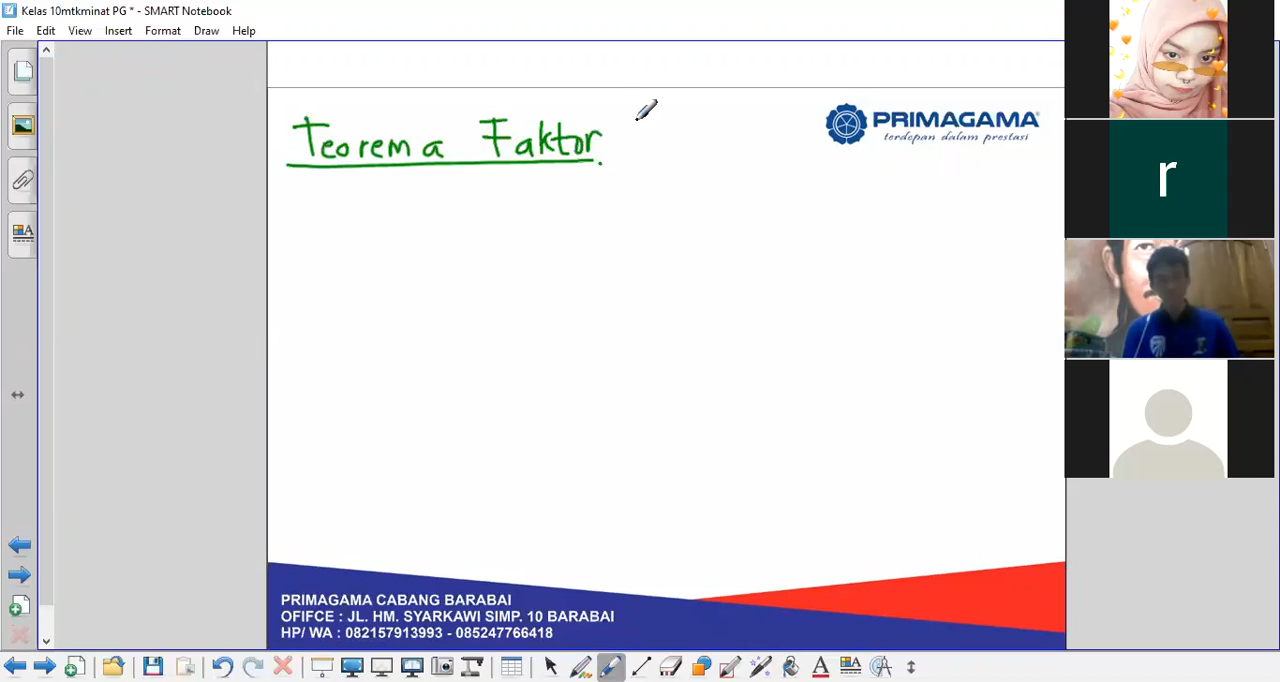 Kelas 10mtkminat PG * - SMART Notebook
File Edit View Insert Format Draw Help
Teorema Faktor.
PRIMAGAMA
terdepan dalam prestasi
r
PRIMAGAMA CABANG BARABAI
OFIFCE : JL. HM. SYARKAWI SIMP. 10 BARABAI
HP/ WA : 082157913993 - 085247766418